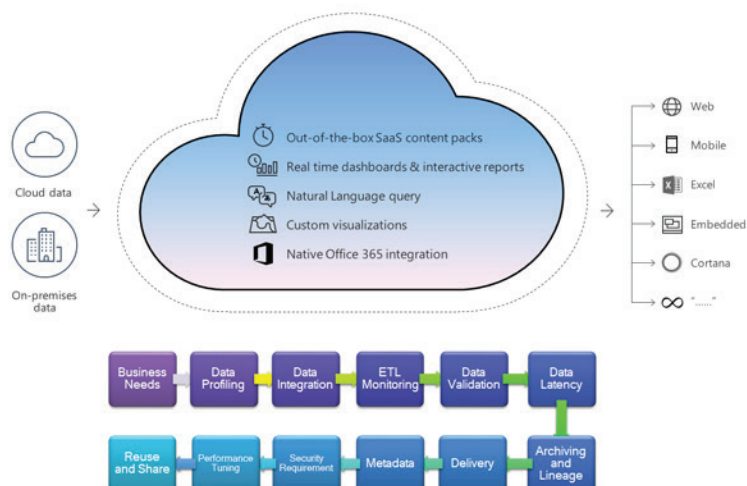 Cloud data
On-premises
data
Out-of-the-box SaaS content packs
Real time dashboards & interactive reports
Natural Language query
Custom visualizations
Native Office 365 integration
Web
Mobile
Excel
Embedded
Cortana
"......"
Business
Needs
Data
Profiling
Data
Integration
ETL
Monitoring
Data
Validation
Data
Latency
Reuse
and Share
Performance
Tuning
Security
Requirement
Metadata
Delivery
Archiving
and
Lineage